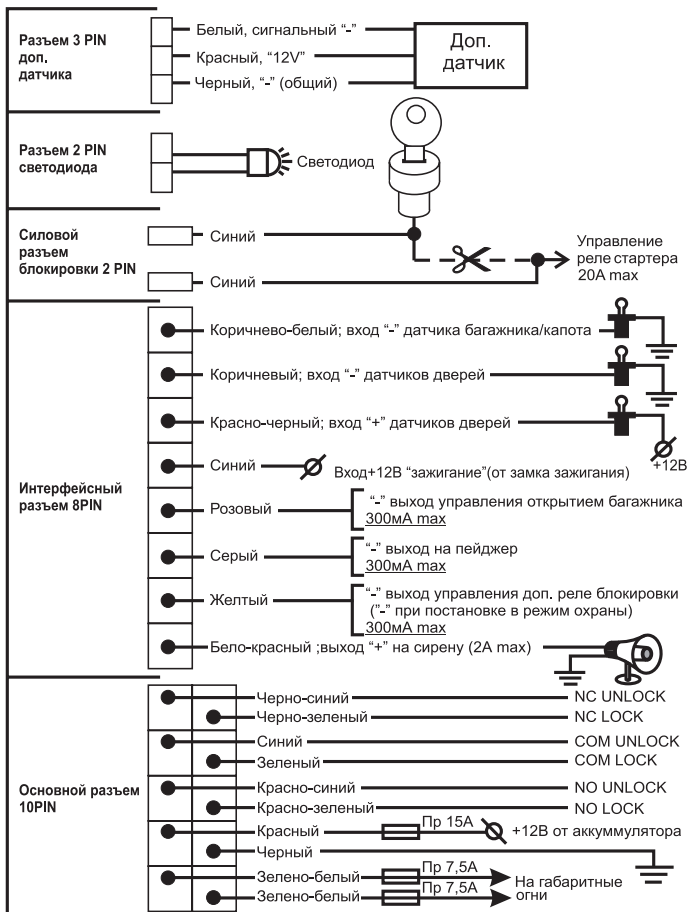 Разъем 3 PIN
доп.
датчика
Белый, сигнальный “-”
Красный, “12V”
Черный, “-” (общий)
Доп.
датчик
Разъем 2 PIN
светодиода
Светодиод
Силовой
разъем
блокировки 2 PIN
Синий
Синий
Управление
реле стартера
20А max
Интерфейсный
разъем 8PIN
Коричнево-белый; вход “-” датчика багажника/капота
Коричневый; вход “-” датчиков дверей
Красно-черный; вход “+” датчиков дверей
+12В
Синий
Вход+12В “зажигание”(от замка зажигания)
Розовый
“-” выход управления открытием багажника
300мА max
Серый
“-” выход на пейджер
300мА max
Желтый
“-” выход управления доп. реле блокировки
(”-” при постановке в режим охраны)
300мА max
Бело-красный ;выход “+” на сирену (2А max)
Основной разъем
10PIN
Черно-синий
NC UNLOCK
Черно-зеленый
NC LOCK
Синий
COM UNLOCK
Зеленый
COM LOCK
Красно-синий
NO UNLOCK
Красно-зеленый
NO LOCK
Красный
Пр 15А
+12В от аккуммулятора
Черный
Зелено-белый
Пр 7,5А
Зелено-белый
Пр 7,5А
На габаритные
огни